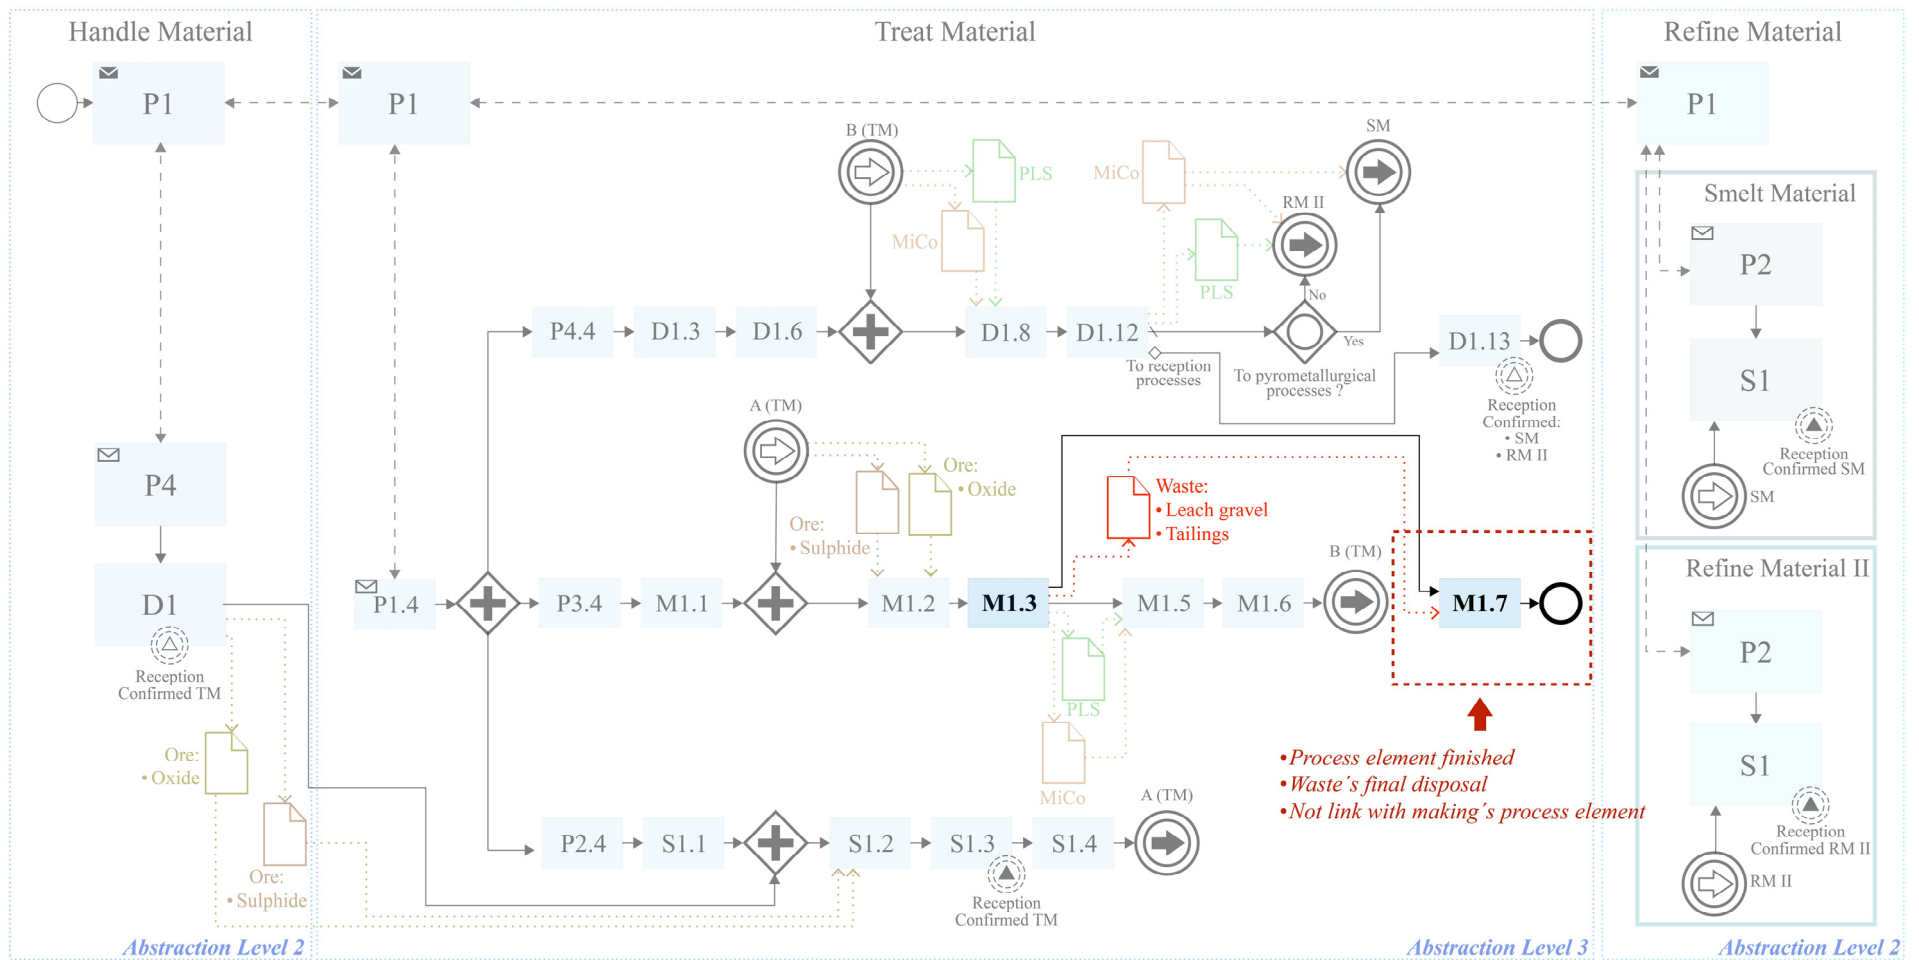 Handle Material
Treat Material
Refine Material
P1
P1
P1
B (TM)
SM
PLS
MiCo
MiCo
RM II
PLS
No
Yes
P4.4
D1.3
D1.6
D1.8
D1.12
D1.13
To reception
processes
To pyrometallurgical
processes ?
Reception
Confirmed:
• SM
• RM II
Smelt Material
P2
S1
Reception
Confirmed SM
SM
A (TM)
Ore:
• Oxide
Ore:
• Sulphide
Waste:
• Leach gravel
• Tailings
B (TM)
P4
D1
Reception
Confirmed TM
P1.4
P3.4
M1.1
M1.2
M1.3
M1.5
M1.6
M1.7
PLS
MiCo
Refine Material II
P2
S1
Reception
Confirmed RM II
RM II
•Process element finished
•Waste´s final disposal
•Not link with making´s process element
Ore:
• Oxide
Ore:
• Sulphide
A (TM)
P2.4
S1.1
S1.2
S1.3
S1.4
Reception
Confirmed TM
Abstraction Level 2
Abstraction Level 3
Abstraction Level 2